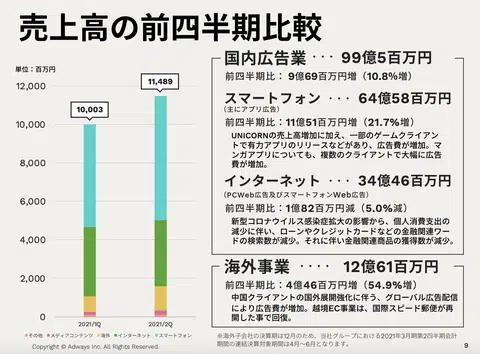 売上高の前四半期比較
単位：百万円
12,000
10,000
8,000
6,000
4,000
2,000
0
10,003
11,489
2021/1Q
2021/2Q
その他
メディアコンテンツ
海外
インターネット
スマートフォン
国内広告業 ･･･ 99億5百万円
前四半期比： 9億69百万円増（10.8%増）
スマートフォン ･･･ 64億58百万円
（主にアプリ広告）
前四半期比：11億51百万円増（21.7%増）
UNICORNの売上高増加に加え、一部のゲームクライアン
トで有力アプリのリリースなどがあり、広告費が増加。マ
ンガアプリについても、複数のクライアントで大幅に広告
費が増加。
インターネット ･･･ 34億46百万円
（PCWeb広告及びスマートフォンWeb広告）
前四半期比：1億82百万円減（5.0%減）
新型コロナウイルス感染症拡大の影響から、個人消費支出の
減少に伴い、ローンやクレジットカードなどの金融関連ワー
ドの検索数が減少。それに伴い金融関連商品の獲得数が減少。
海外事業 ･･･ 12億61百万円
前四半期比：4億46百万円増（54.9%増）
中国クライアントの国外展開強化に伴う、グローバル広告配信
により広告費が増加。越境EC事業は、国際スピード郵便が再
開した事で回復。
※海外子会社の決算期は12月のため、当社グループにおける2021年3月期第2四半期会計
期間の連結決算対象期間は4月〜6月となります。
Copyright © Adways Inc. All Rights Reserved.
9